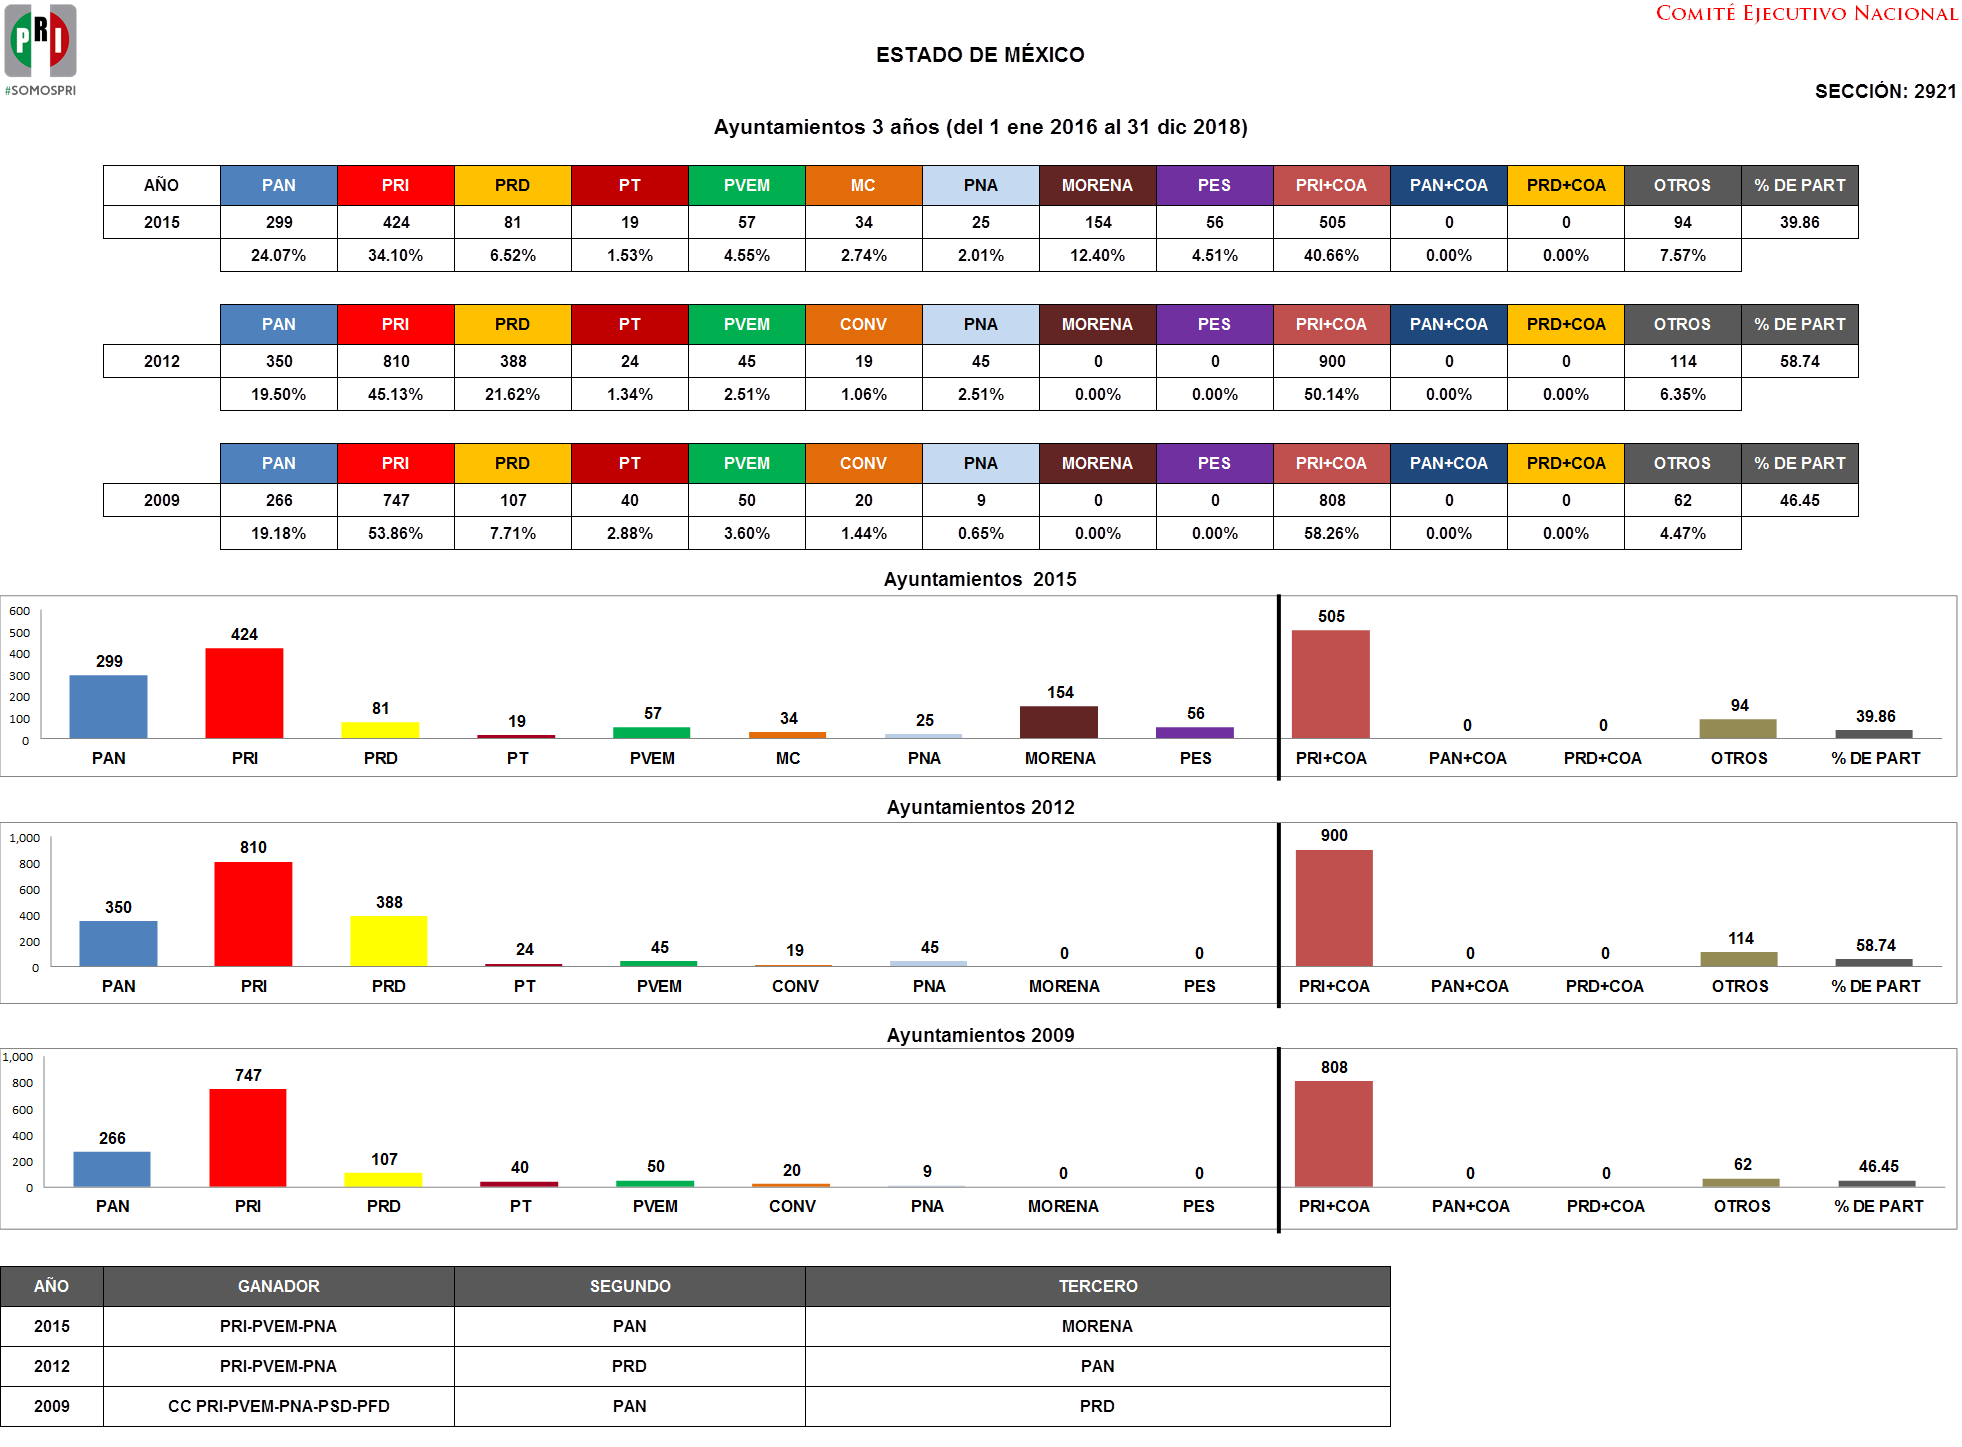 COMITÉ EJECUTIVO NACIONAL
PRI
#SOMOSPRI
ESTADO DE MÉXICO
SECCIÓN: 2921
Ayuntamientos 3 años (del 1 ene 2016 al 31 dic 2018)
AÑO PAN PRI PRD PT PVEM MC PNA MORENA PES PRI+COA PAN+COA PRD+COA OTROS % DE PART
2015 299 424 81 19 57 34 25 154 56 505 0 0 94 39.86
24.07% 34.10% 6.52% 1.53% 4.55% 2.74% 2.01% 12.40% 4.51% 40.66% 0.00% 0.00% 7.57%
PAN PRI PRD PT PVEM CONV PNA MORENA PES PRI+COA PAN+COA PRD+COA OTROS % DE PART
2012 350 810 388 24 45 19 45 0 0 900 0 0 114 58.74
19.50% 45.13% 21.62% 1.34% 2.51% 1.06% 2.51% 0.00% 0.00% 50.14% 0.00% 0.00% 6.35%
PAN PRI PRD PT PVEM CONV PNA MORENA PES PRI+COA PAN+COA PRD+COA OTROS % DE PART
2009 266 747 107 40 50 20 9 0 0 808 0 0 62 46.45
19.18% 53.86% 7.71% 2.88% 3.60% 1.44% 0.65% 0.00% 0.00% 58.26% 0.00% 0.00% 4.47%
Ayuntamientos 2015
600
500
400
300
200
100
0
299 424 81 19 57 34 25 154 56 505 0 0 94 39.86
PAN PRI PRD PT PVEM MC PNA MORENA PES PRI+COA PAN+COA PRD+COA OTROS % DE PART
Ayuntamientos 2012
1,000
800
600
400
200
0
350 810 388 24 45 19 45 0 0 900 0 0 114 58.74
PAN PRI PRD PT PVEM CONV PNA MORENA PES PRI+COA PAN+COA PRD+COA OTROS % DE PART
Ayuntamientos 2009
1,000
800
600
400
200
0
266 747 107 40 50 20 9 0 0 808 0 0 62 46.45
PAN PRI PRD PT PVEM CONV PNA MORENA PES PRI+COA PAN+COA PRD+COA OTROS % DE PART
AÑO GANADOR SEGUNDO TERCERO
2015 PRI-PVEM-PNA PAN MORENA
2012 PRI-PVEM-PNA PRD PAN
2009 CC PRI-PVEM-PNA-PSD-PFD PAN PRD